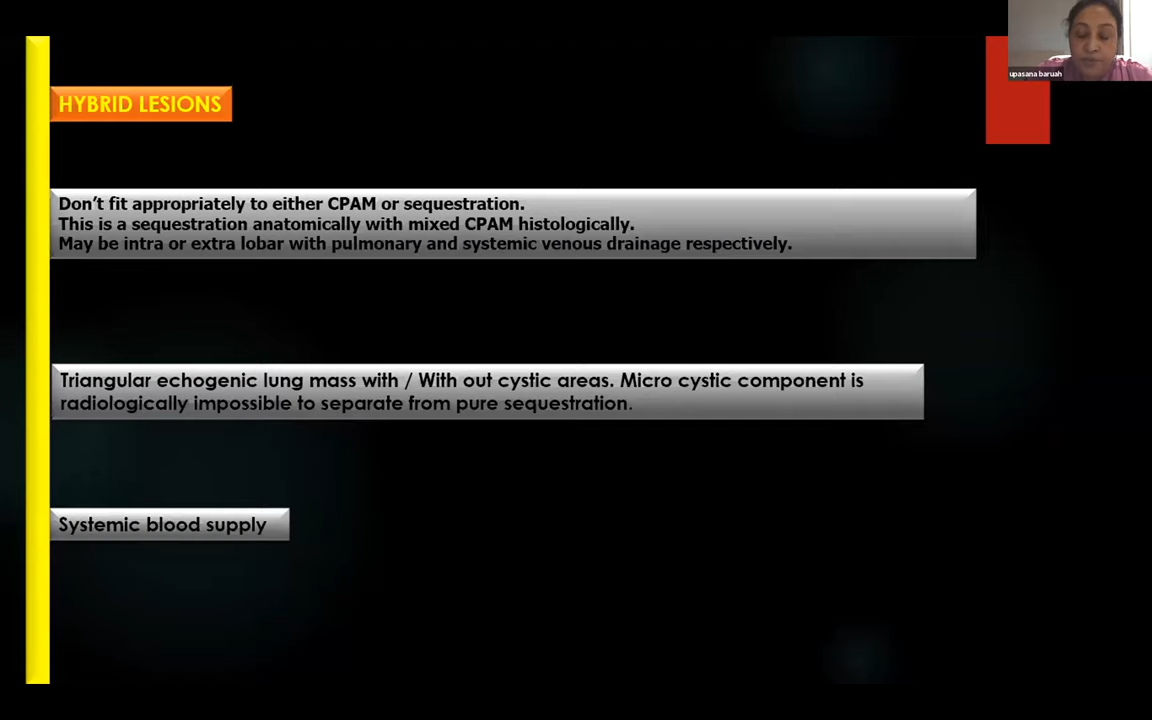 upasana baruah
HYBRID LESIONS
Don't fit appropriately to either CPAM or sequestration.
This is a sequestration anatomically with mixed CPAM histologically.
May be intra or extra lobar with pulmonary and systemic venous drainage respectively.
Triangular echogenic lung mass with / With out cystic areas. Micro cystic component is
radiologically impossible to separate from pure sequestration.
Systemic blood supply